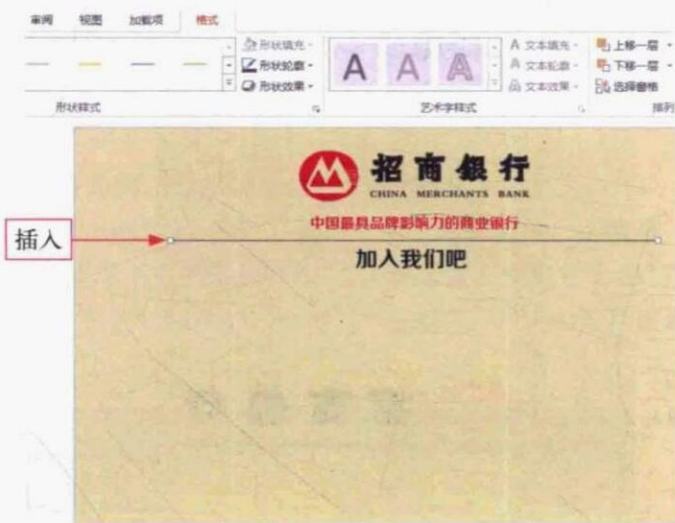 审阅 视图 加载项 格式
形状填充 A 文本填充 上移一层
形状轮廓 A A A A 文本轮廓 下移一层
形状效果 A 文本效果 选择窗格
形状样式 艺术字样式 排列
招商银行
CHINA MERCHANTS BANK
中国最具品牌影响力的商业银行
插入
加入我们吧